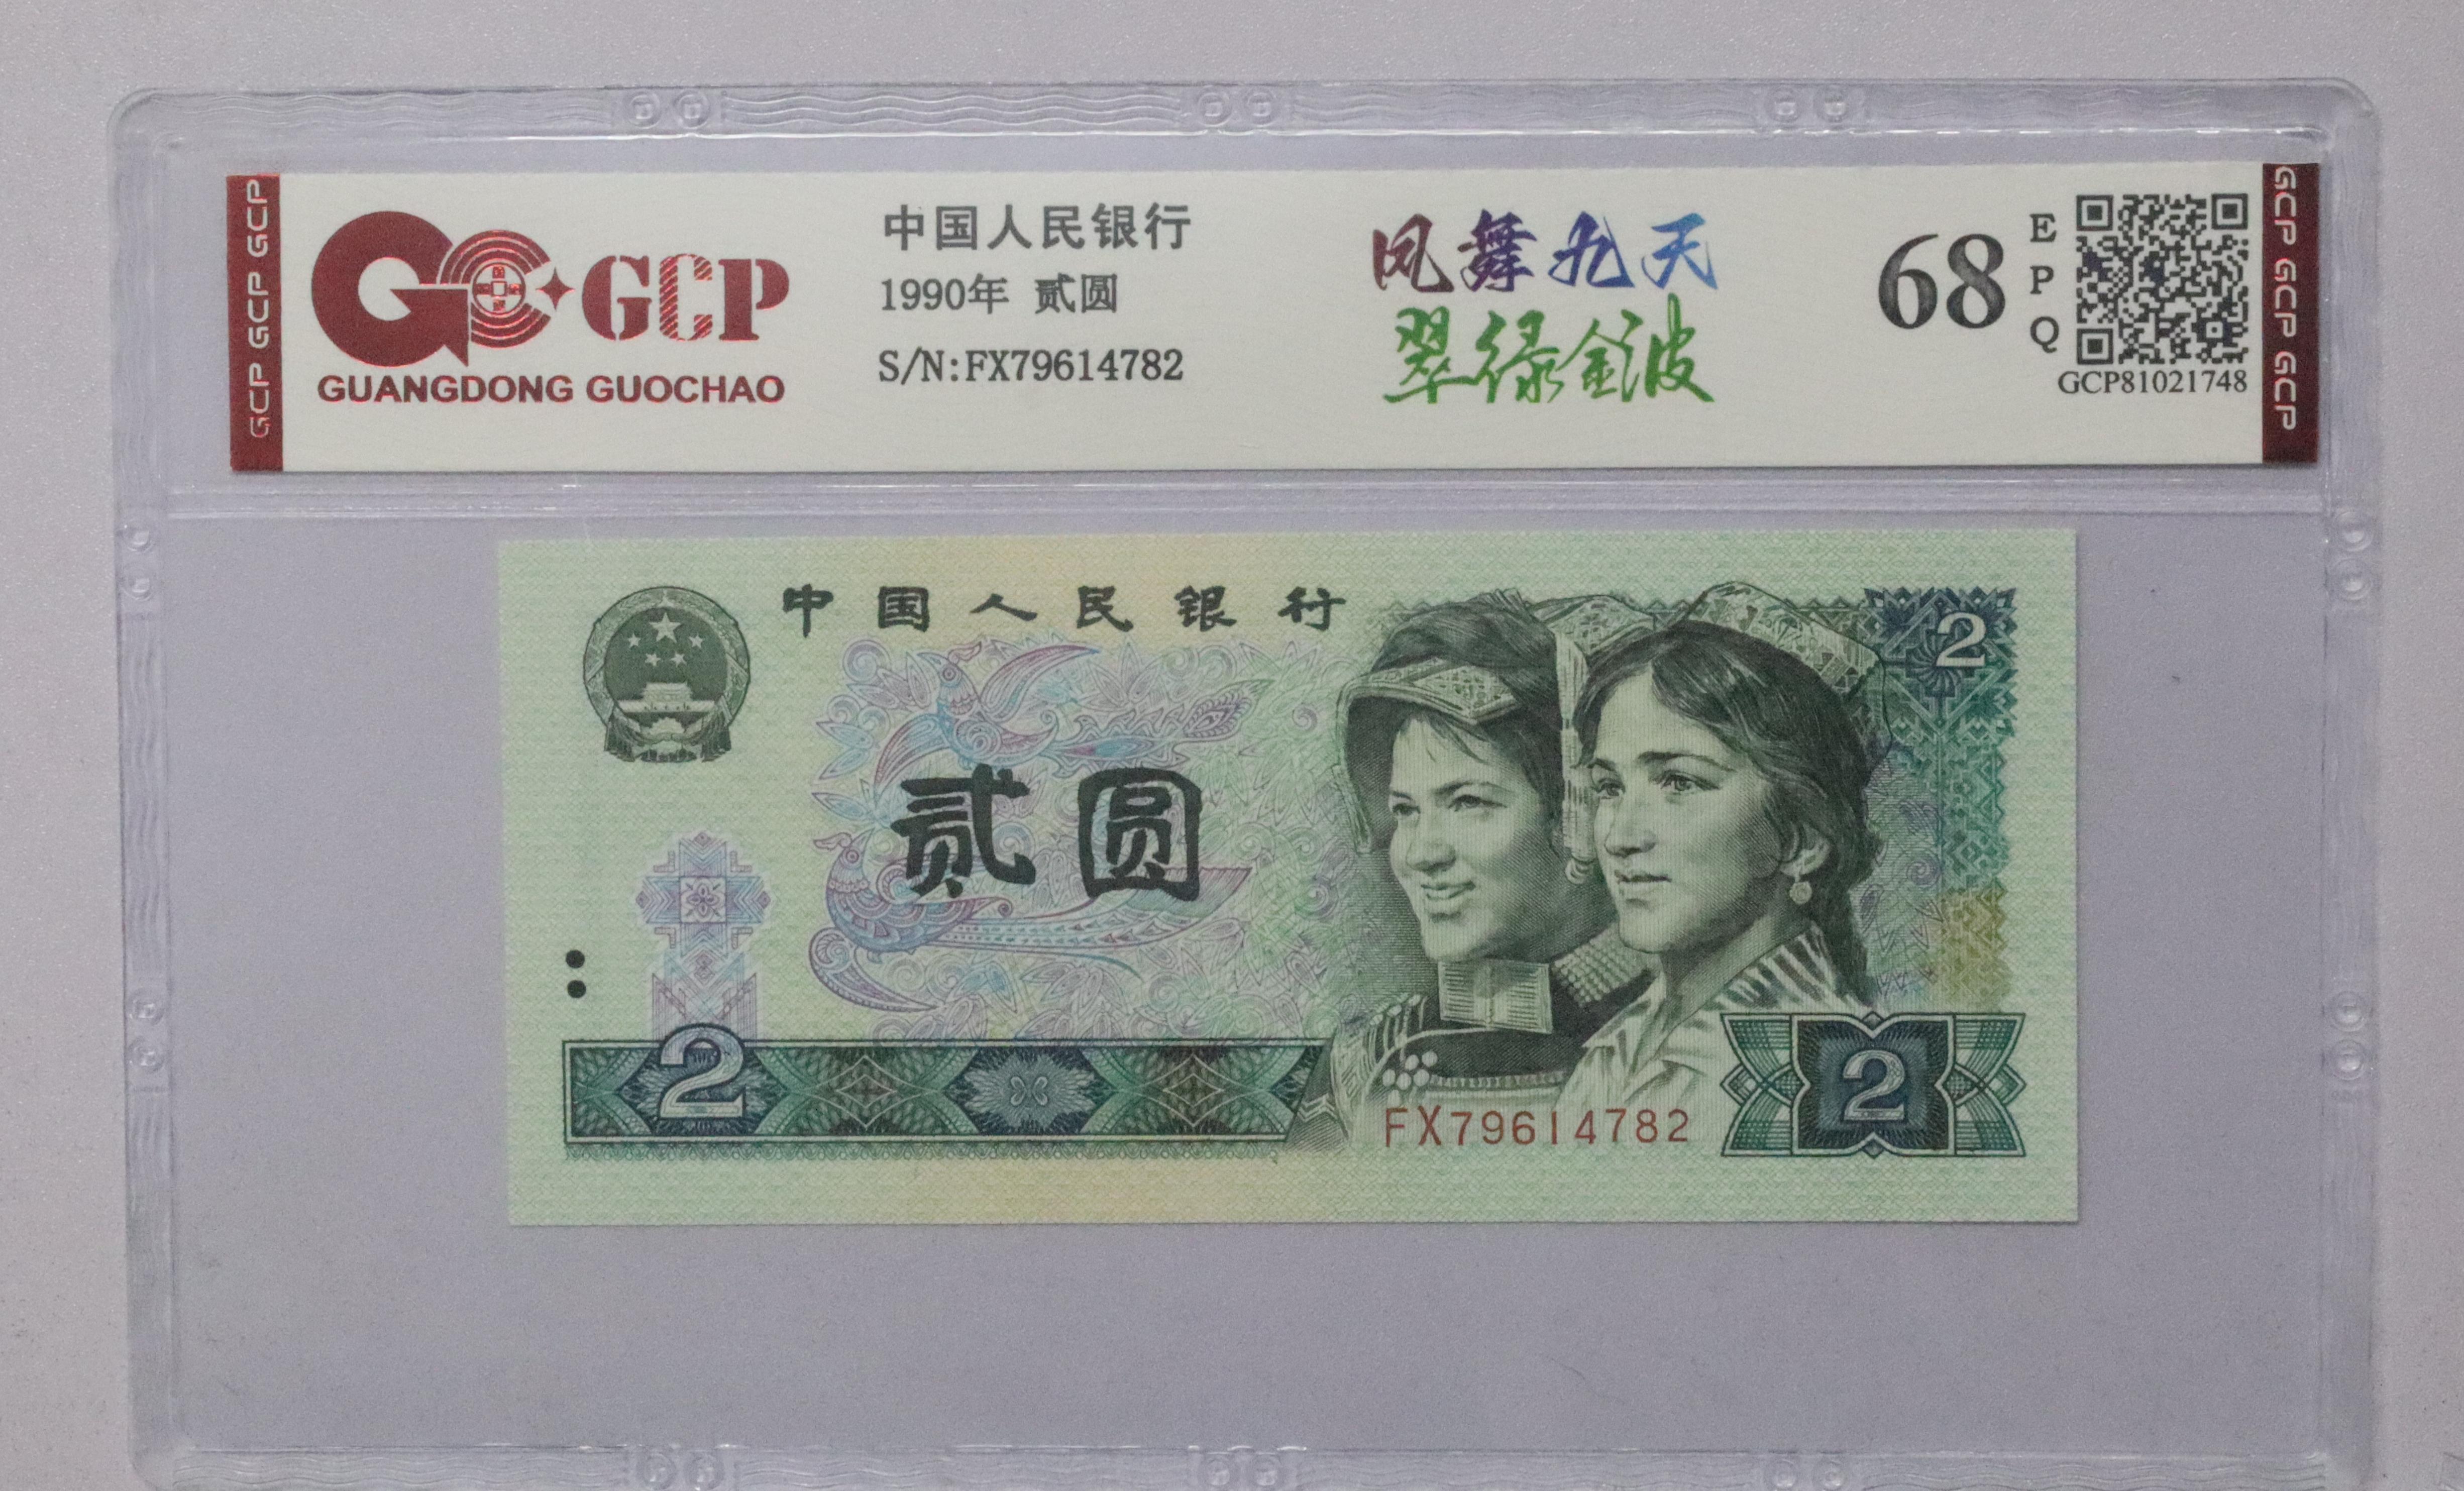 GCP GCP GCP
GCP
GUANGDONG GUOCHAO
中国人民银行
1990年 贰圆
S/N:FX79614782
凤舞九天
翠绿金波
68
EPQ
GCP81021748
GCP GCP GCP
中国人民银行
2
贰圆
2
FX79614782
2